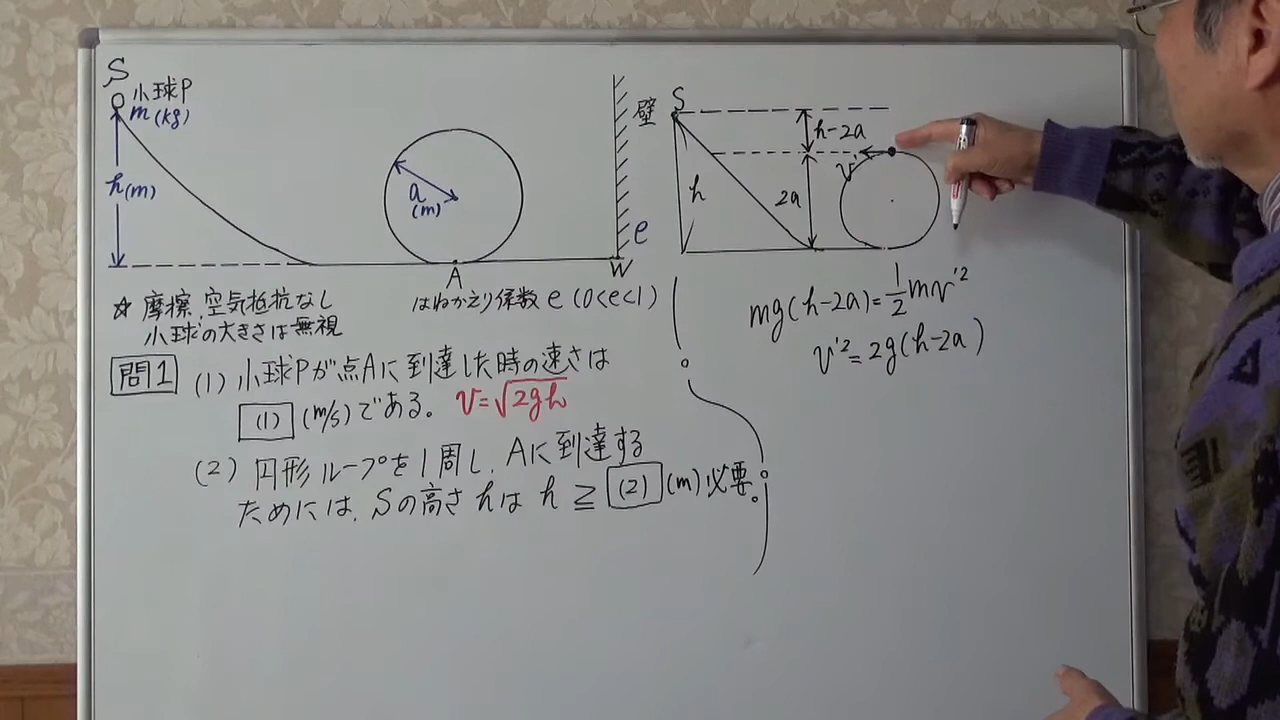 S
小球P
m(kg)
h(m)
a
(m)
A
壁
e
W
☆ 摩擦、空気抵抗なし
小球の大きさは無視
はねかえり係数 e (0<e<1)
問1 (1) 小球Pが点Aに到達した時の速さは
(1) (m/s)である。 v=√2gh
(2) 円形ループを1周し、Aに到達する
ためには、Sの高さhは h ≧ (2) (m)必要。
S
h-2a
v'
h
2a
mg(h-2a)=1/2mv'²
v'²=2g(h-2a)